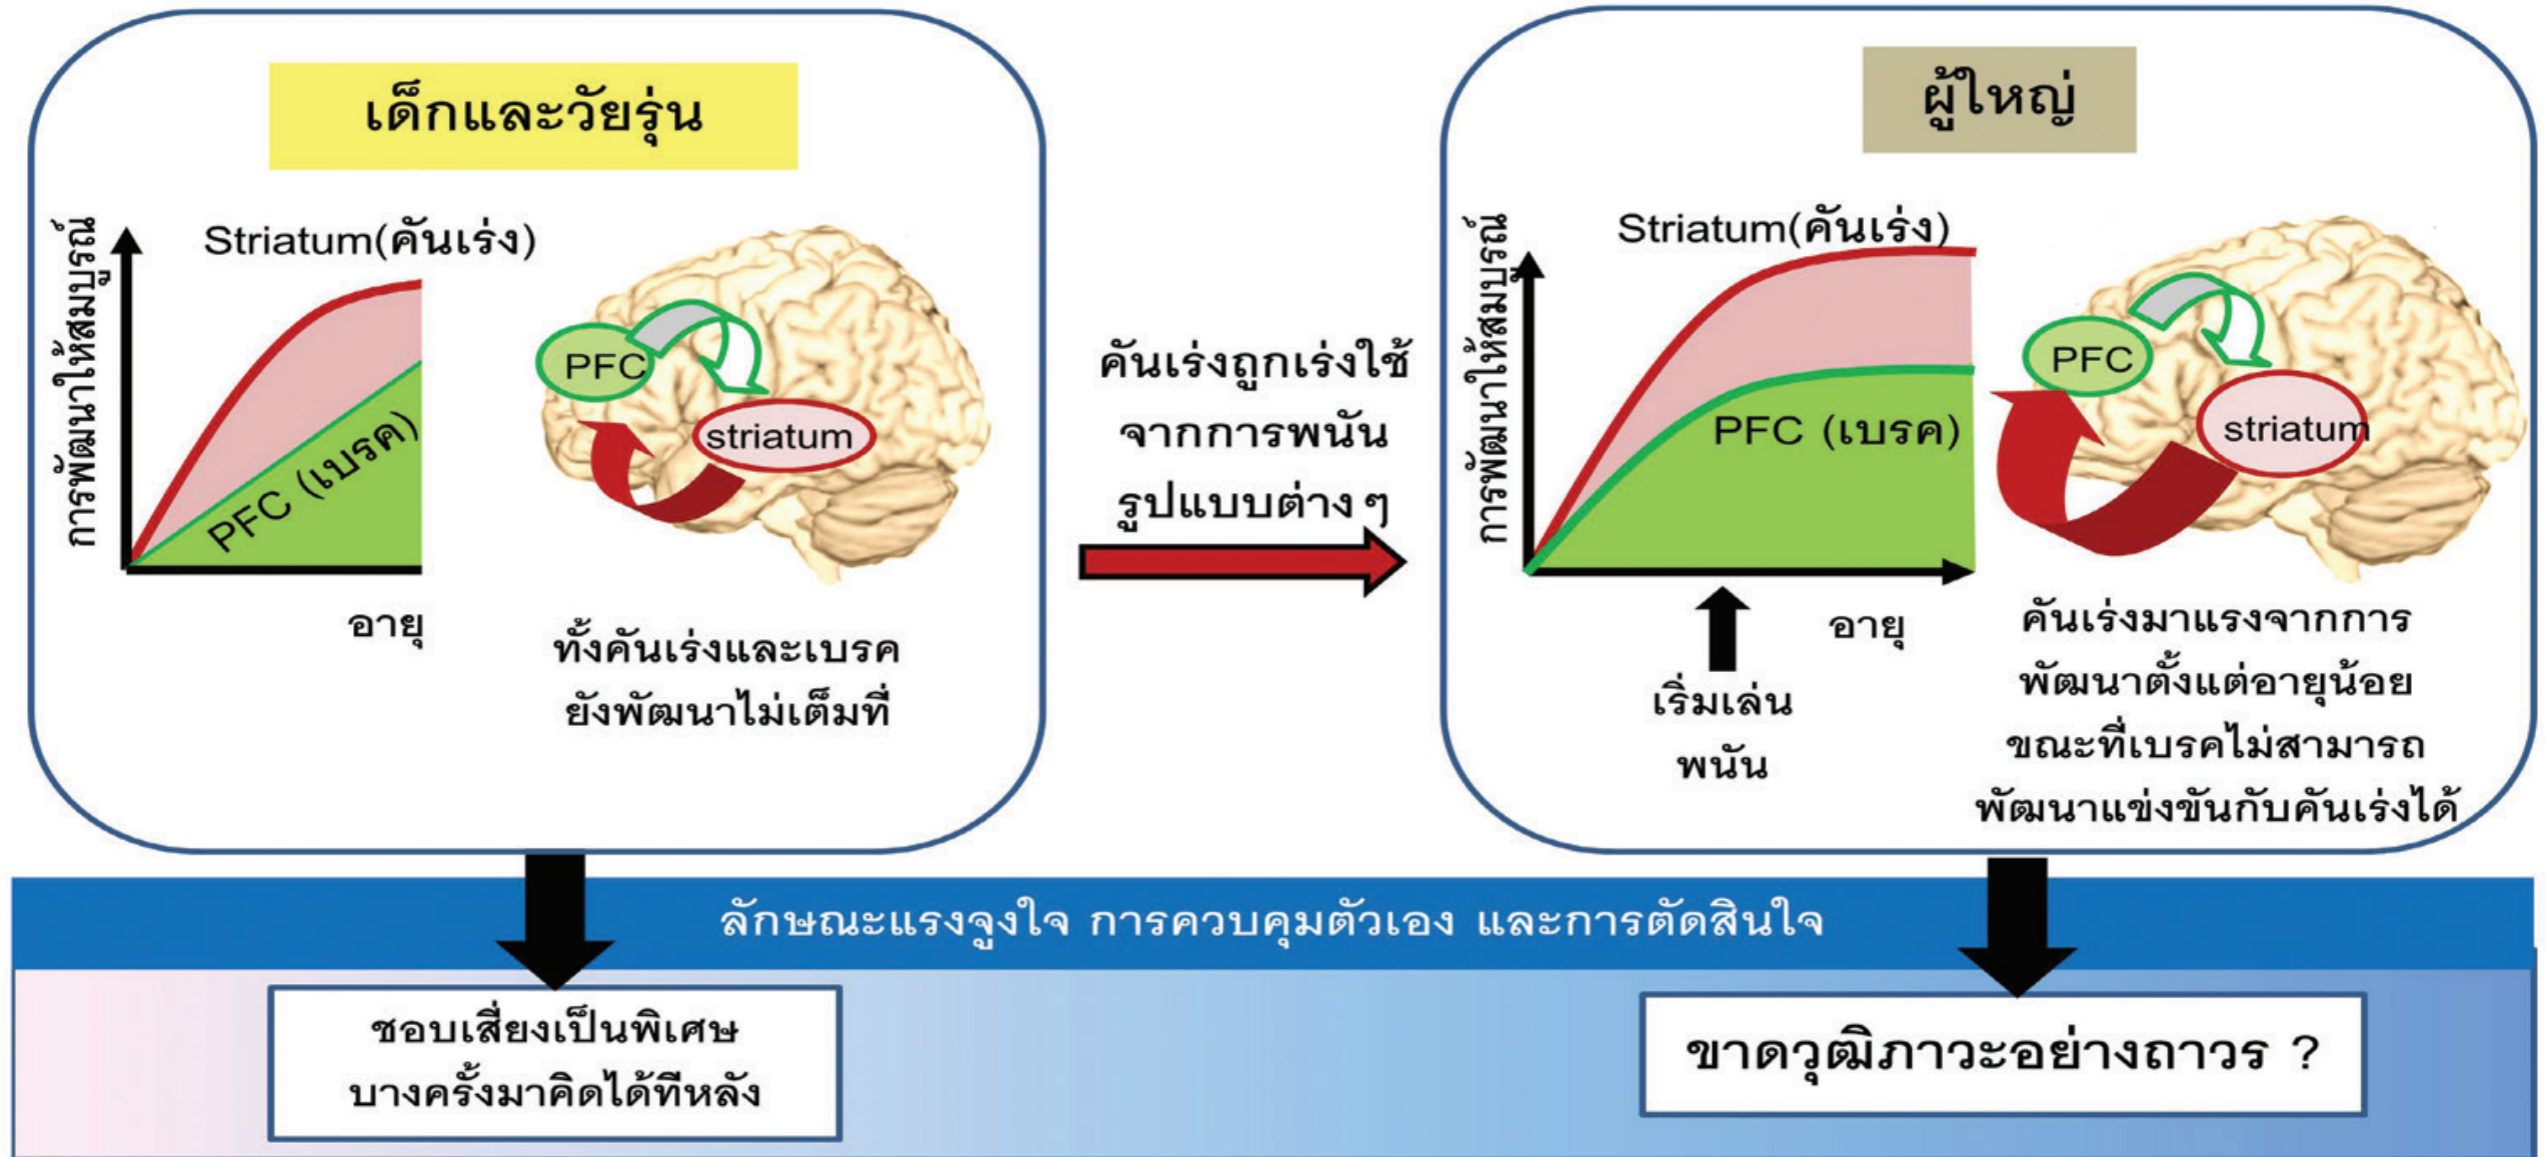 เด็กและวัยรุ่น
การพัฒนาให้สมบูรณ์
Striatum(คันเร่ง)
PFC (เบรค)
อายุ
PFC
striatum
ทั้งคันเร่งและเบรค
ยังพัฒนาไม่เต็มที่
คันเร่งถูกเร่งใช้
จากการพนัน
รูปแบบต่างๆ
ผู้ใหญ่
การพัฒนาให้สมบูรณ์
Striatum(คันเร่ง)
PFC (เบรค)
อายุ
เริ่มเล่น
พนัน
PFC
striatum
คันเร่งมาแรงจากการ
พัฒนาตั้งแต่อายุน้อย
ขณะที่เบรคไม่สามารถ
พัฒนาแข่งขันกับคันเร่งได้
ลักษณะแรงจูงใจ การควบคุมตัวเอง และการตัดสินใจ
ชอบเสี่ยงเป็นพิเศษ
บางครั้งมาคิดได้ทีหลัง
ขาดวุฒิภาวะอย่างถาวร ?